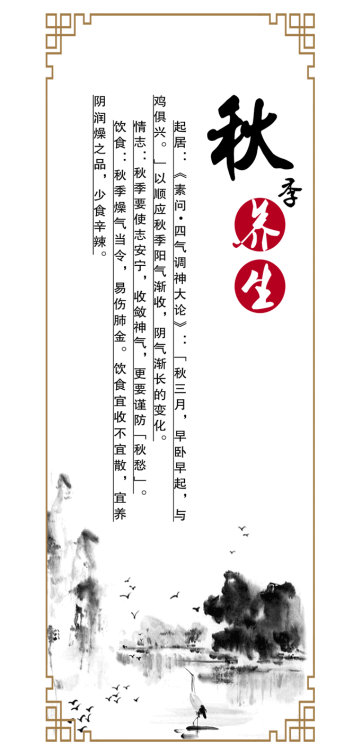 秋季养生
起居：《素问•四气调神大论》：「秋三月，早卧早起，与
鸡俱兴。」以顺应秋季阳气渐收，阴气渐长的变化。
情志：秋季要使志安宁，收敛神气，更要谨防「秋愁」。
饮食：秋季燥气当令，易伤肺金。饮食宜收不宜散，宜养
阴润燥之品，少食辛辣。